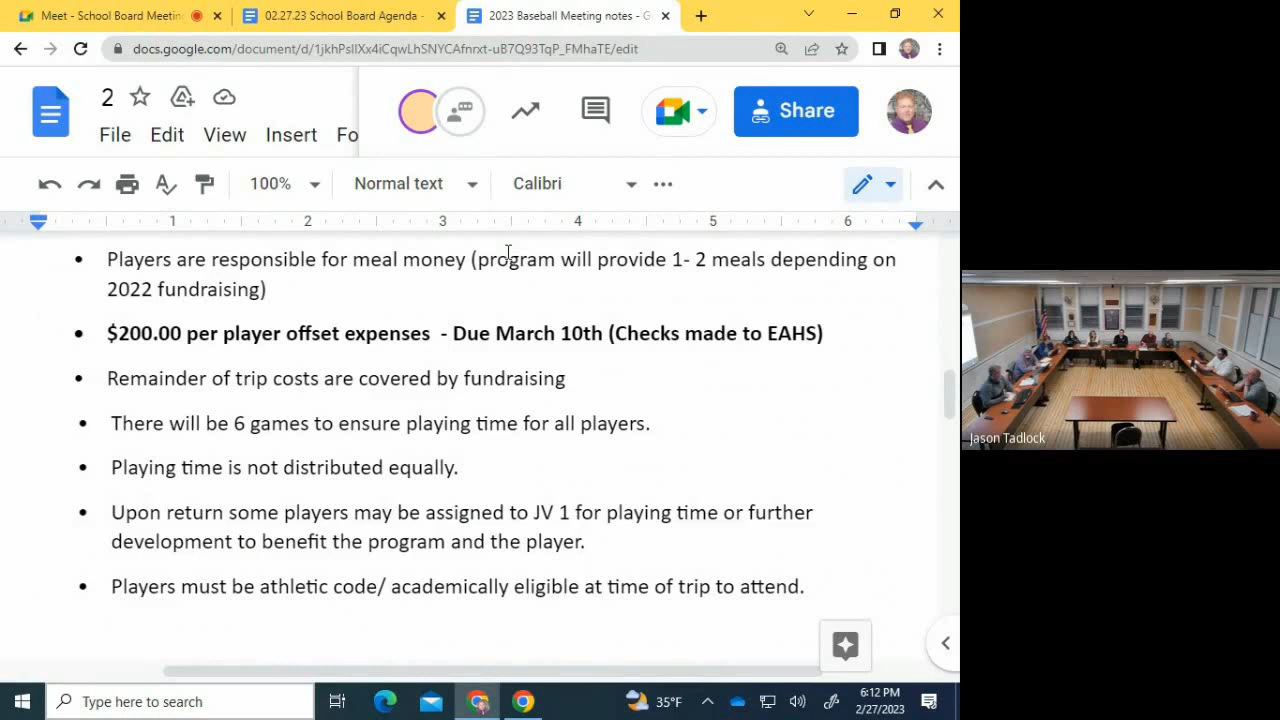 Meet - School Board Meetin
02.27.23 School Board Agenda -
2023 Baseball Meeting notes - G
docs.google.com/document/d/1jkhPsIlXx4iCqwLhSNYCAfnrxt-uB7Q93TqP_FMhaTE/edit
2
File Edit View Insert Fo
Share
100% Normal text Calibri
1 2 3 4 5 6
• Players are responsible for meal money (program will provide 1- 2 meals depending on
2022 fundraising)
• $200.00 per player offset expenses - Due March 10th (Checks made to EAHS)
• Remainder of trip costs are covered by fundraising
• There will be 6 games to ensure playing time for all players.
• Playing time is not distributed equally.
• Upon return some players may be assigned to JV 1 for playing time or further
development to benefit the program and the player.
• Players must be athletic code/ academically eligible at time of trip to attend.
Jason Tadlock
Type here to search
35°F
6:12 PM
2/27/2023